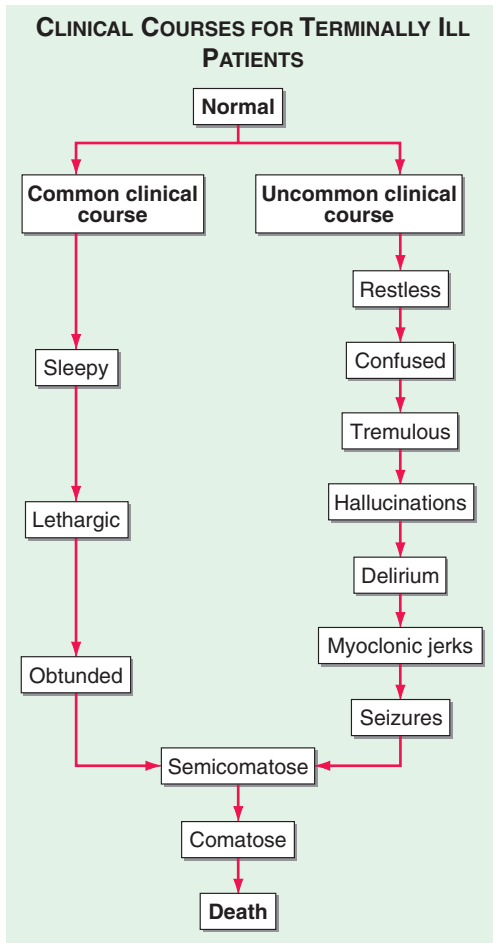 CLINICAL COURSES FOR TERMINALLY ILL
PATIENTS
Normal
Common clinical
course
Uncommon clinical
course
Restless
Sleepy
Confused
Tremulous
Lethargic
Hallucinations
Delirium
Myoclonic jerks
Obtunded
Seizures
Semicomatose
Comatose
Death